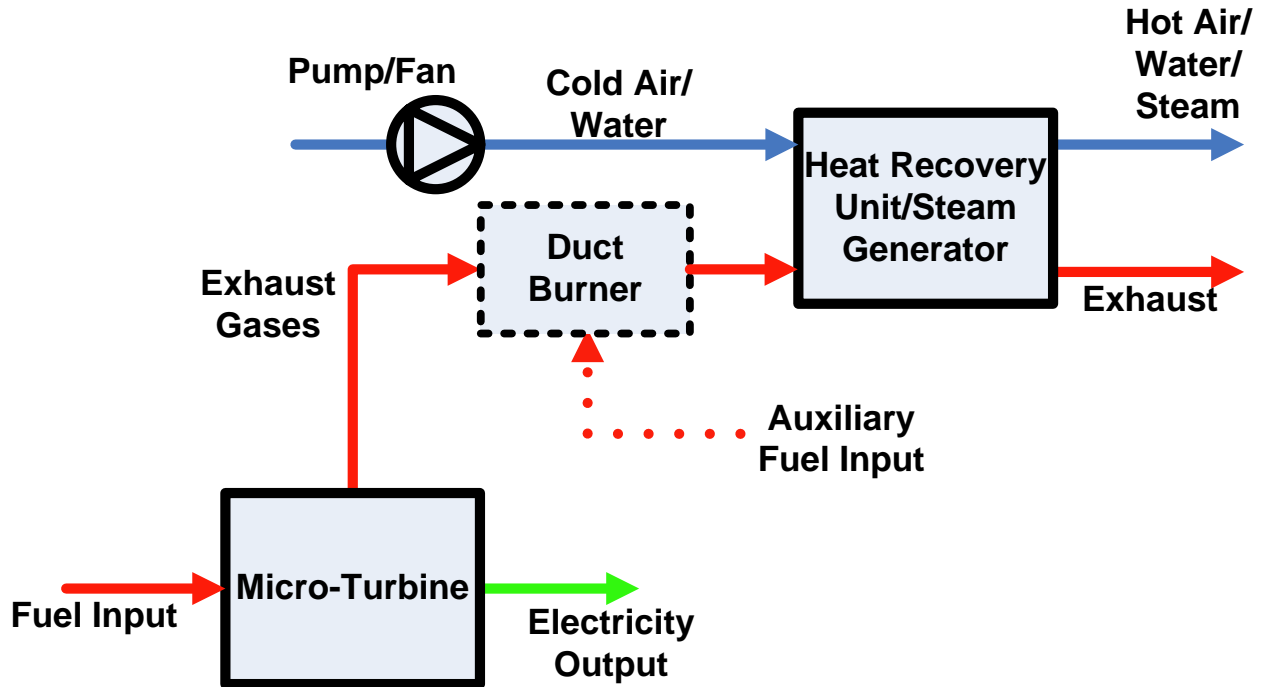 Hot Air/
Water/
Steam
Pump/Fan
Cold Air/
Water
Heat Recovery
Unit/Steam
Generator
Duct
Burner
Exhaust
Gases
Exhaust
Auxiliary
Fuel Input
Micro-Turbine
Fuel Input
Electricity
Output